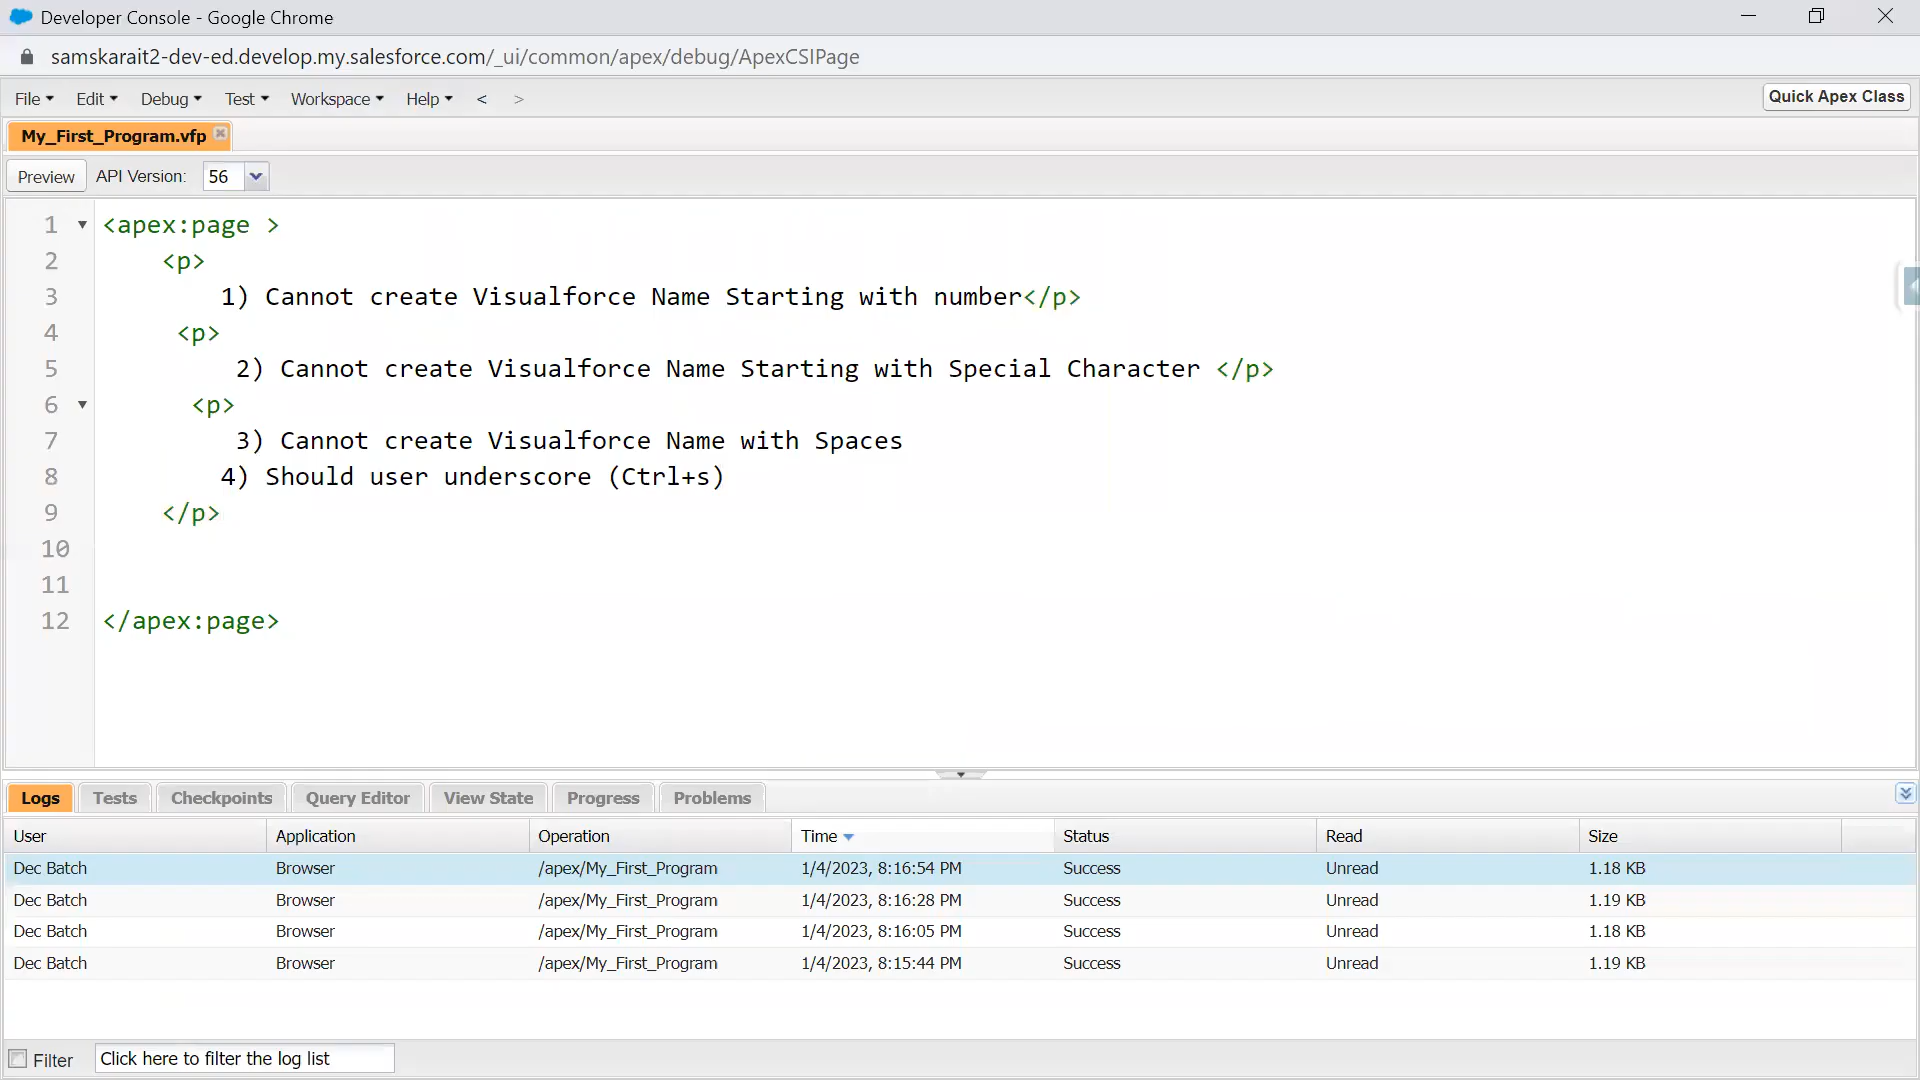 Developer Console - Google Chrome
samskarait2-dev-ed.develop.my.salesforce.com/_ui/common/apex/debug/ApexCSIPage
File Edit Debug Test Workspace Help < > Quick Apex Class
My_First_Program.vfp
Preview API Version: 56
1 <apex:page >
2 <p>
3 1) Cannot create Visualforce Name Starting with number</p>
4 <p>
5 2) Cannot create Visualforce Name Starting with Special Character </p>
6 <p>
7 3) Cannot create Visualforce Name with Spaces
8 4) Should user underscore (Ctrl+s)
9 </p>
10
11
12 </apex:page>
Logs Tests Checkpoints Query Editor View State Progress Problems
User Application Operation Time Status Read Size
Dec Batch Browser /apex/My_First_Program 1/4/2023, 8:16:54 PM Success Unread 1.18 KB
Dec Batch Browser /apex/My_First_Program 1/4/2023, 8:16:28 PM Success Unread 1.19 KB
Dec Batch Browser /apex/My_First_Program 1/4/2023, 8:16:05 PM Success Unread 1.18 KB
Dec Batch Browser /apex/My_First_Program 1/4/2023, 8:15:44 PM Success Unread 1.19 KB
Filter Click here to filter the log list